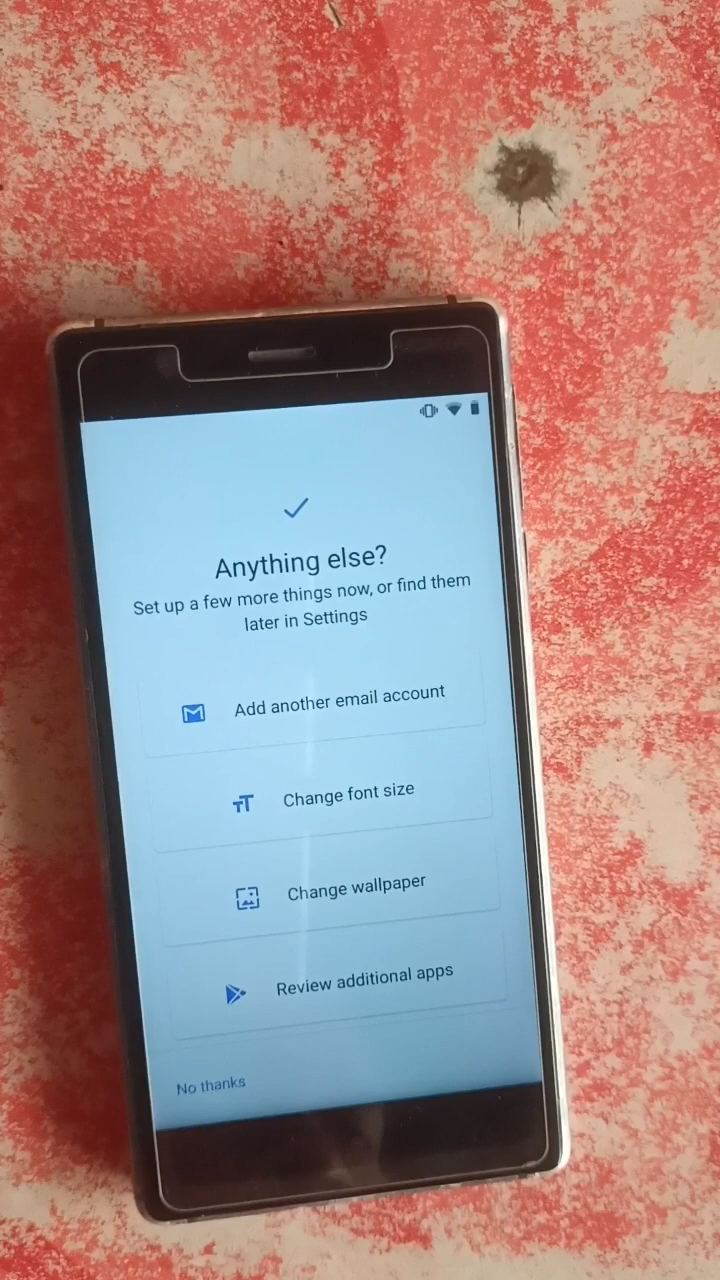 Anything else?
Set up a few more things now, or find them
later in Settings
Add another email account
Change font size
Change wallpaper
Review additional apps
No thanks